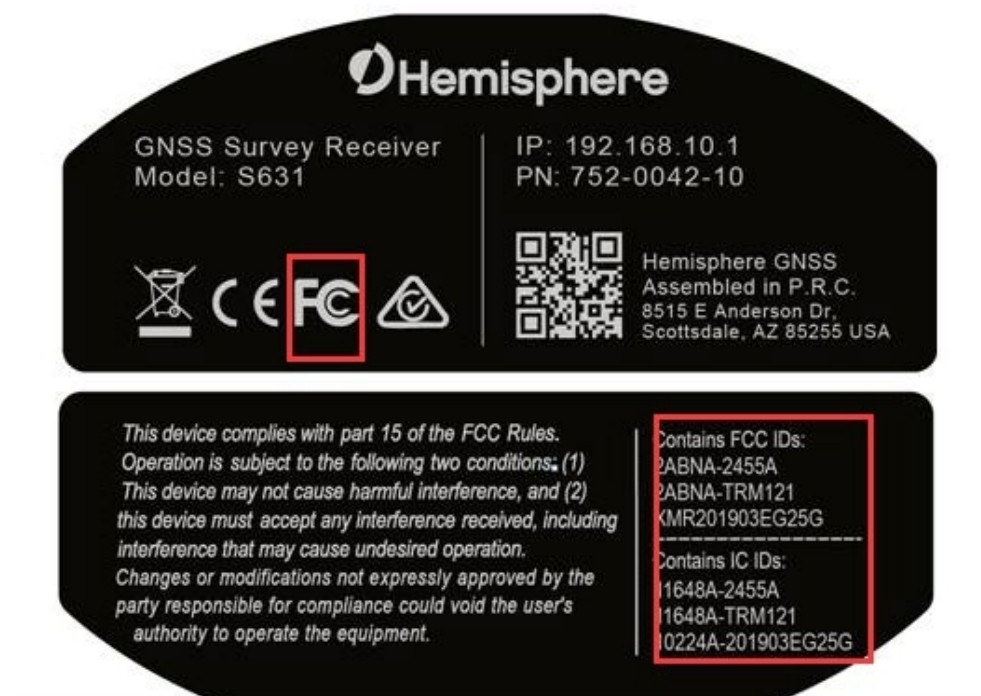 Hemisphere
GNSS Survey Receiver
Model: S631
IP: 192.168.10.1
PN: 752-0042-10
CE FC
Hemisphere GNSS
Assembled in P.R.C.
8515 E Anderson Dr,
Scottsdale, AZ 85255 USA
This device complies with part 15 of the FCC Rules.
Operation is subject to the following two conditions: (1)
This device may not cause harmful interference, and (2)
this device must accept any interference received, including
interference that may cause undesired operation.
Changes or modifications not expressly approved by the
party responsible for compliance could void the user's
authority to operate the equipment.
Contains FCC IDs:
2ABNA-2455A
2ABNA-TRM121
XMR201903EG25G
Contains IC IDs:
11648A-2455A
11648A-TRM121
10224A-201903EG25G